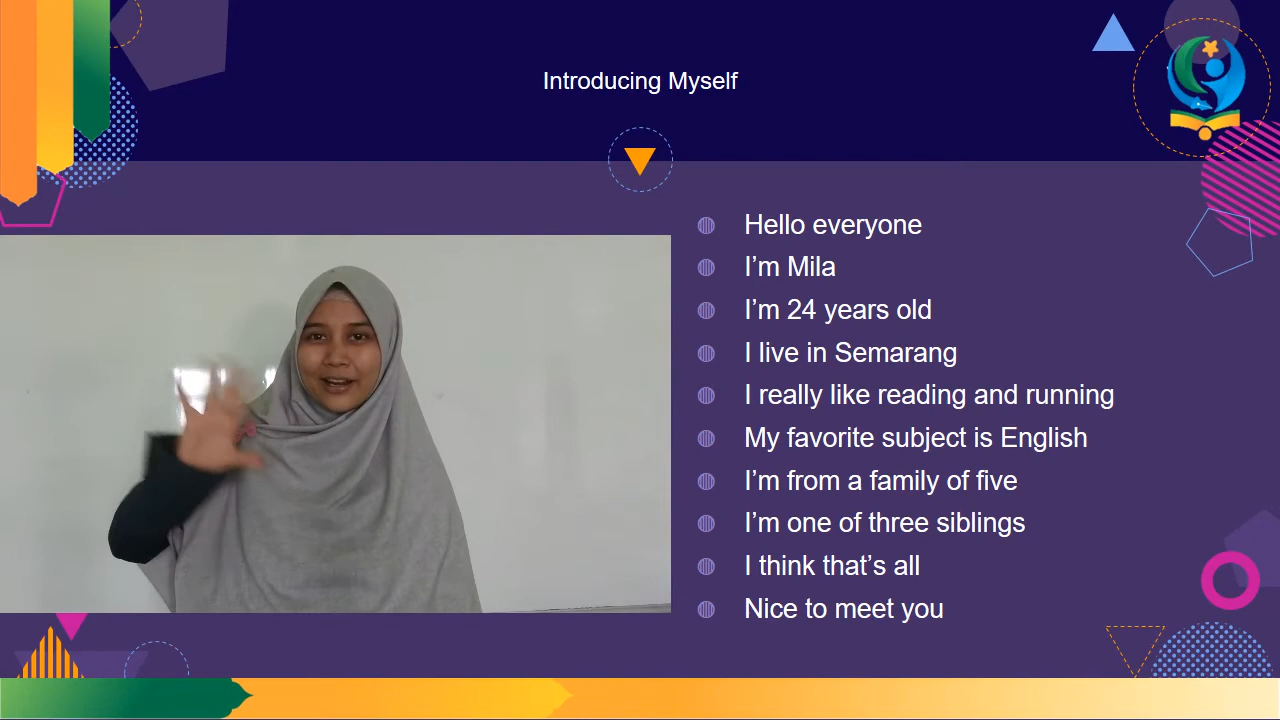 Introducing Myself
Hello everyone
I’m Mila
I’m 24 years old
I live in Semarang
I really like reading and running
My favorite subject is English
I’m from a family of five
I’m one of three siblings
I think that’s all
Nice to meet you